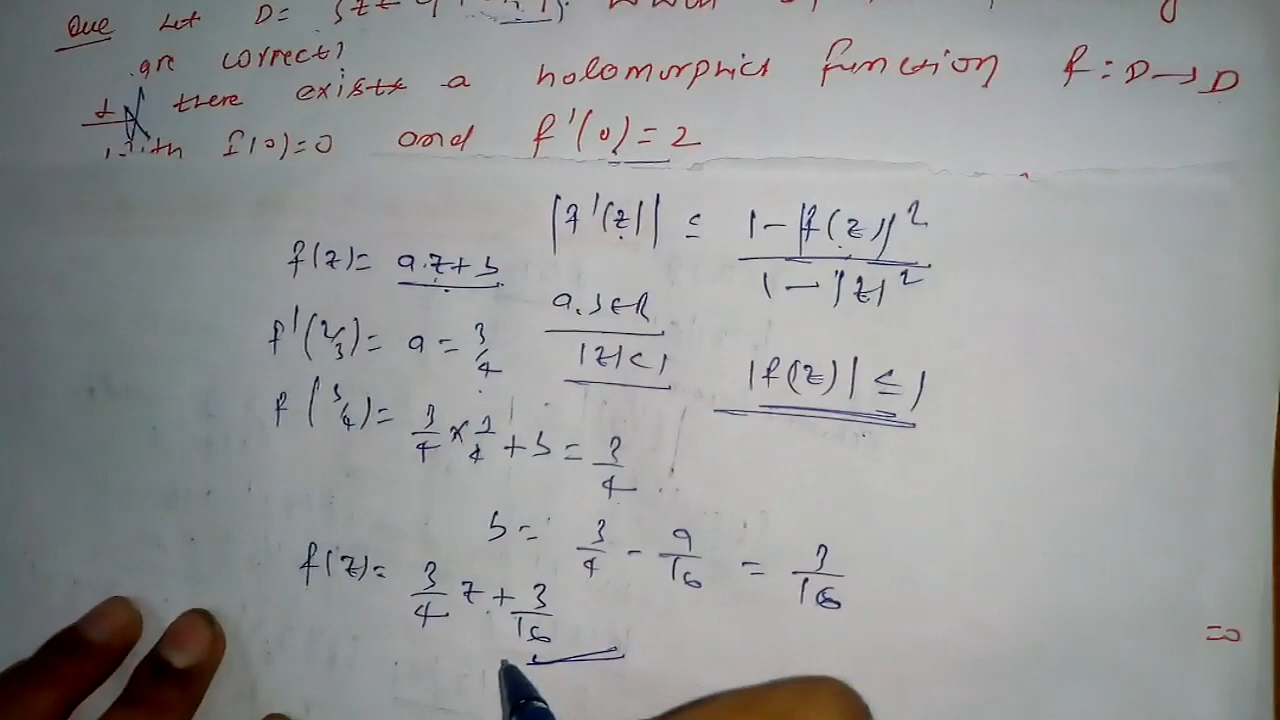 Que Let D=
are correct?
there exists a holomorphics function f:D→D
with f(0)=0 and f'(0)=2
|f'(z)| ≤ 1-|f(z)|² / 1-|z|²
f(z)= a.z+b
a.b∈R
|z|<1
f'(2/3)= a = 3/4
|f(z)| ≤ 1
f(3/4)= 3/4 × 3/4 + b = 3/4
b = 3/4 - 9/16 = 3/16
f(z)= 3/4 z + 3/16